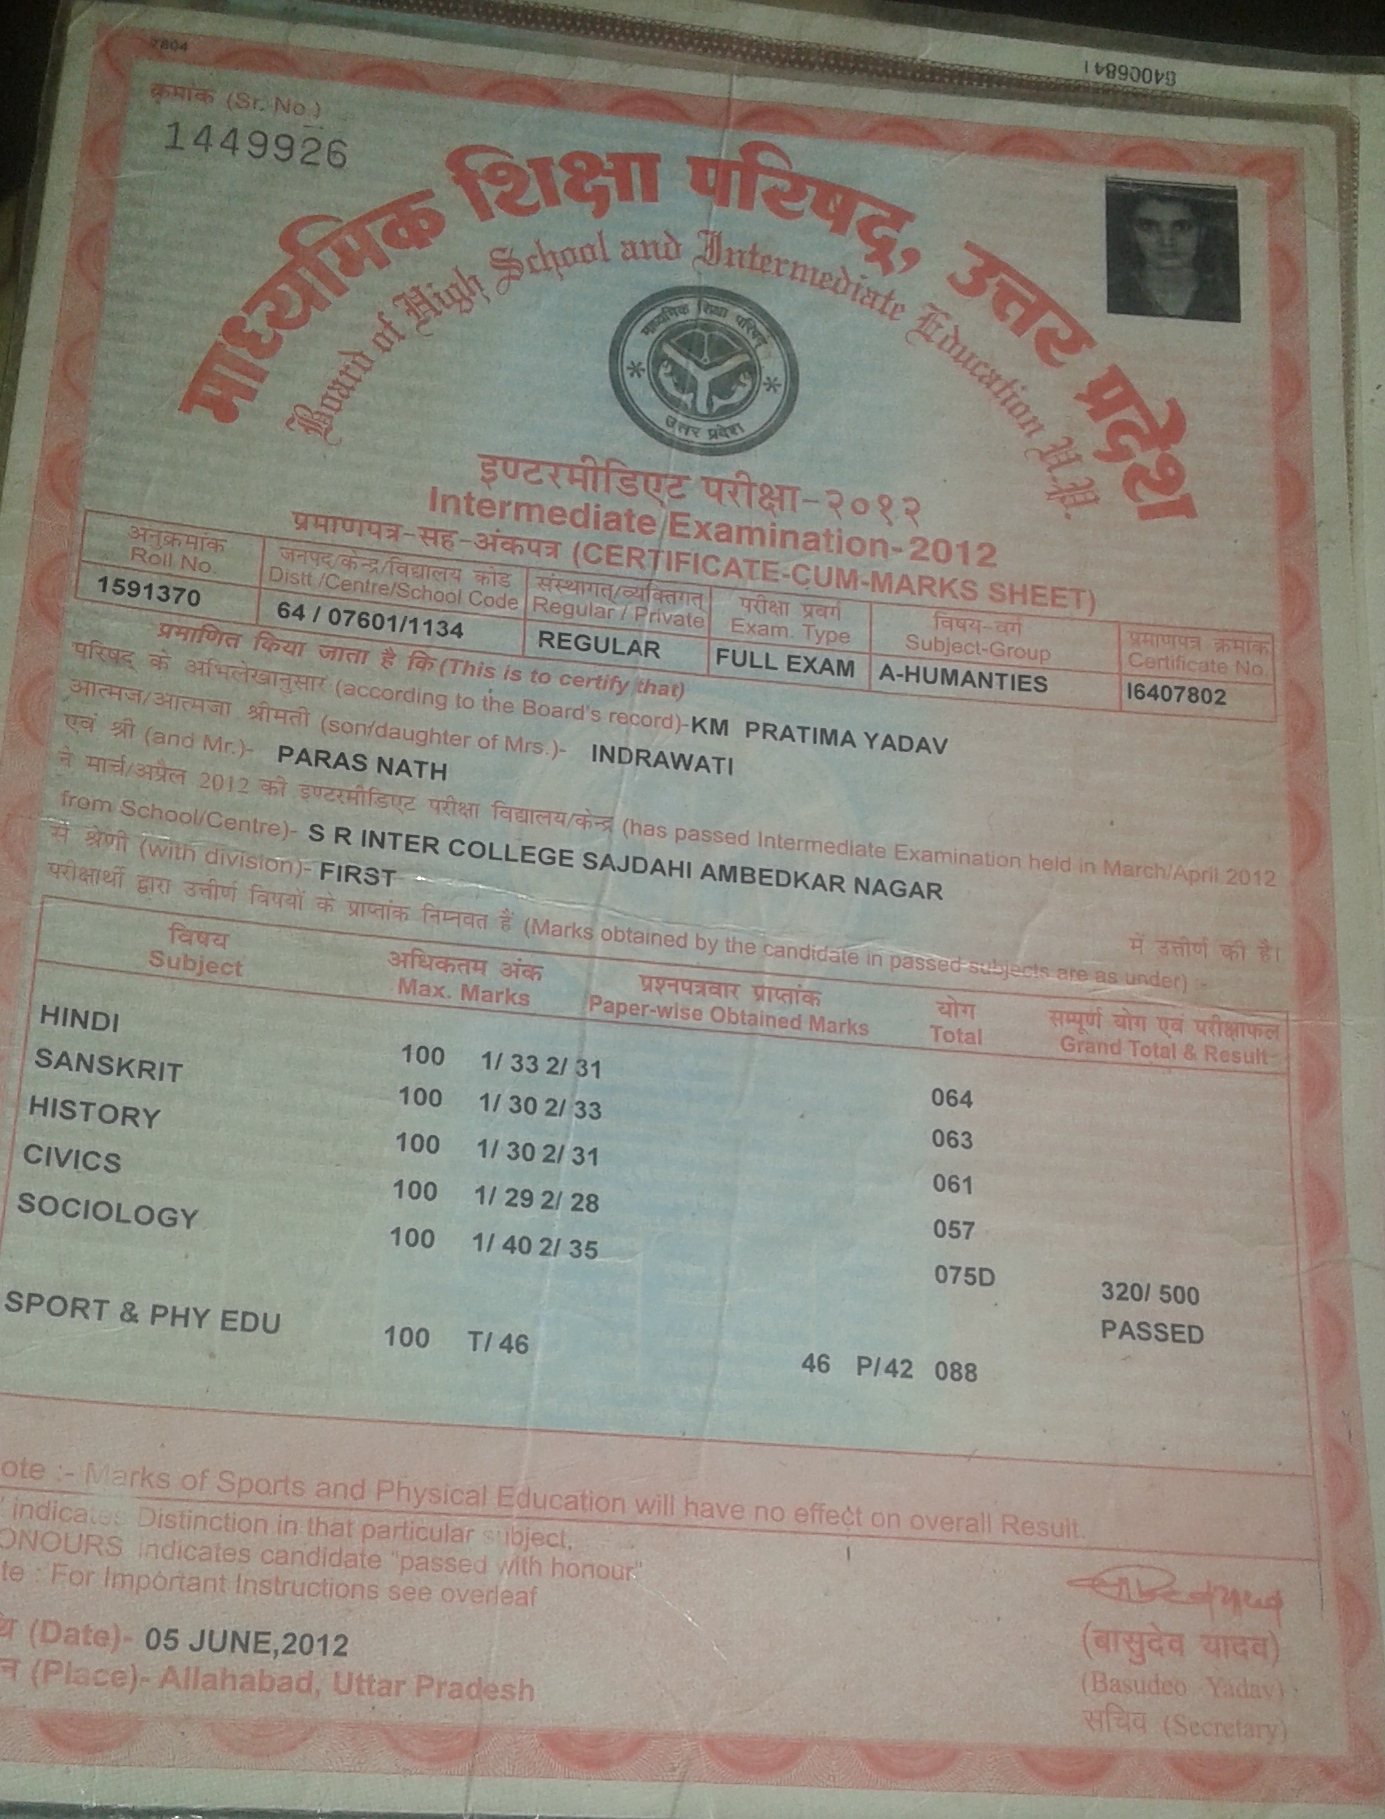 7804
64006841
क्रमांक (Sr. No.)
1449926
माध्यमिक शिक्षा परिषद्, उत्तर प्रदेश
Board of High School and Intermediate Education U.P.
माध्यमिक शिक्षा परिषद्
उत्तर प्रदेश
इण्टरमीडिएट परीक्षा-२०१२
Intermediate Examination-2012
प्रमाणपत्र-सह-अंकपत्र (CERTIFICATE-CUM-MARKS SHEET)
अनुक्रमांक जनपद/केन्द्र/विद्यालय कोड संस्थागत/व्यक्तिगत परीक्षा प्रवर्ग विषय-वर्ग प्रमाणपत्र क्रमांक
Roll No. Distt./Centre/School Code Regular / Private Exam. Type Subject-Group Certificate No.
1591370 64 / 07601/1134 REGULAR FULL EXAM A-HUMANTIES I6407802
प्रमाणित किया जाता है कि (This is to certify that)
परिषद् के अभिलेखानुसार (according to the Board's record)- KM PRATIMA YADAV
आत्मज/आत्मजा श्रीमती (son/daughter of Mrs.)- INDRAWATI
एवं श्री (and Mr.)- PARAS NATH
ने मार्च/अप्रैल 2012 की इण्टरमीडिएट परीक्षा विद्यालय/केन्द्र (has passed Intermediate Examination held in March/April 2012
from School/Centre)- S R INTER COLLEGE SAJDAHI AMBEDKAR NAGAR
से श्रेणी (with division)- FIRST में उत्तीर्ण की है।
परीक्षार्थी द्वारा उत्तीर्ण विषयों के प्राप्तांक निम्नवत हैं (Marks obtained by the candidate in passed subjects are as under) :-
विषय अधिकतम अंक प्रश्नपत्रवार प्राप्तांक योग सम्पूर्ण योग एवं परीक्षाफल
Subject Max. Marks Paper-wise Obtained Marks Total Grand Total & Result
HINDI 100 1/ 33 2/ 31 064
SANSKRIT 100 1/ 30 2/ 33 063
HISTORY 100 1/ 30 2/ 31 061
CIVICS 100 1/ 29 2/ 28 057
SOCIOLOGY 100 1/ 40 2/ 35 075D 320/ 500
PASSED
SPORT & PHY EDU 100 T/ 46 46 P/42 088
ote :- Marks of Sports and Physical Education will have no effect on overall Result.
' indicates Distinction in that particular subject,
ONOURS indicates candidate "passed with honour"
te : For Important Instructions see overleaf
(Date)- 05 JUNE,2012
न (Place)- Allahabad, Uttar Pradesh
(बासुदेव यादव)
(Basudeo Yadav)
सचिव (Secretary)